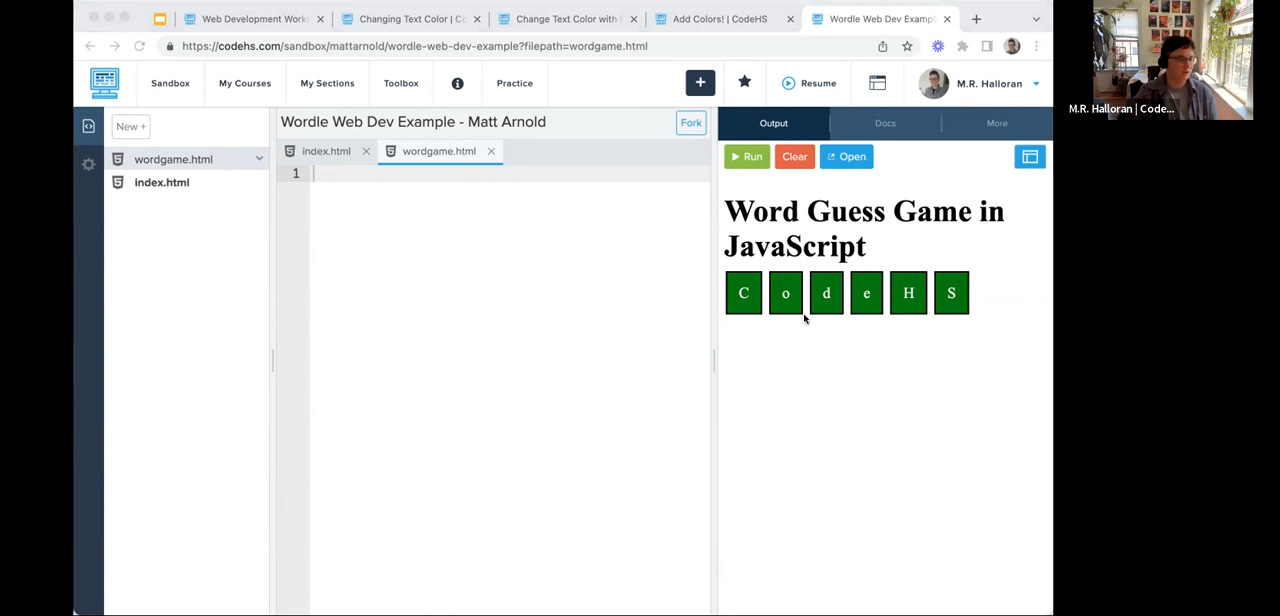 Web Development Works
Changing Text Color | Co
Change Text Color with
Add Colors! | CodeHS
Wordle Web Dev Exampl
https://codehs.com/sandbox/mattarnold/wordle-web-dev-example?filepath=wordgame.html
Sandbox
My Courses
My Sections
Toolbox
Practice
Resume
M.R. Halloran
M.R. Halloran | Code...
New +
wordgame.html
index.html
Wordle Web Dev Example - Matt Arnold
Fork
index.html
wordgame.html
1
Output
Docs
More
Run
Clear
Open
Word Guess Game in
JavaScript
C o d e H S